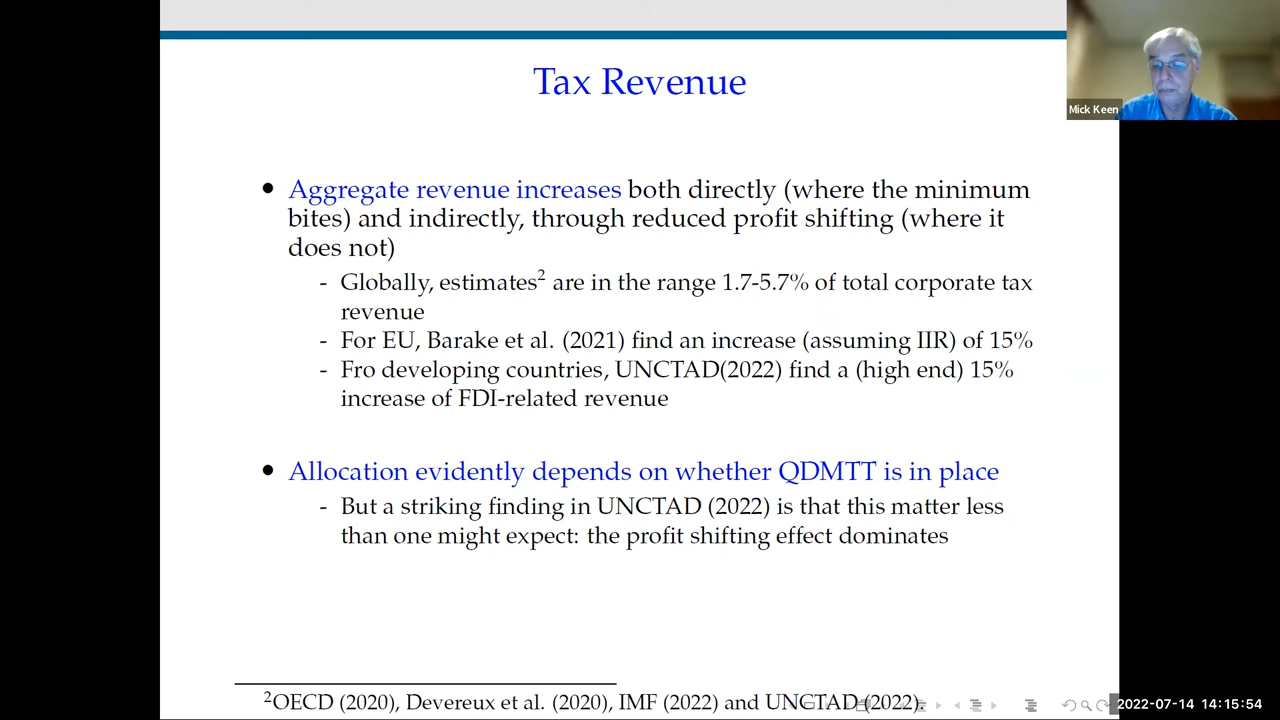 Tax Revenue
Mick Keen
• Aggregate revenue increases both directly (where the minimum
bites) and indirectly, through reduced profit shifting (where it
does not)
- Globally, estimates² are in the range 1.7-5.7% of total corporate tax
revenue
- For EU, Barake et al. (2021) find an increase (assuming IIR) of 15%
- Fro developing countries, UNCTAD(2022) find a (high end) 15%
increase of FDI-related revenue
• Allocation evidently depends on whether QDMTT is in place
- But a striking finding in UNCTAD (2022) is that this matter less
than one might expect: the profit shifting effect dominates
²OECD (2020), Devereux et al. (2020), IMF (2022) and UNCTAD (2022).
2022-07-14 14:15:54